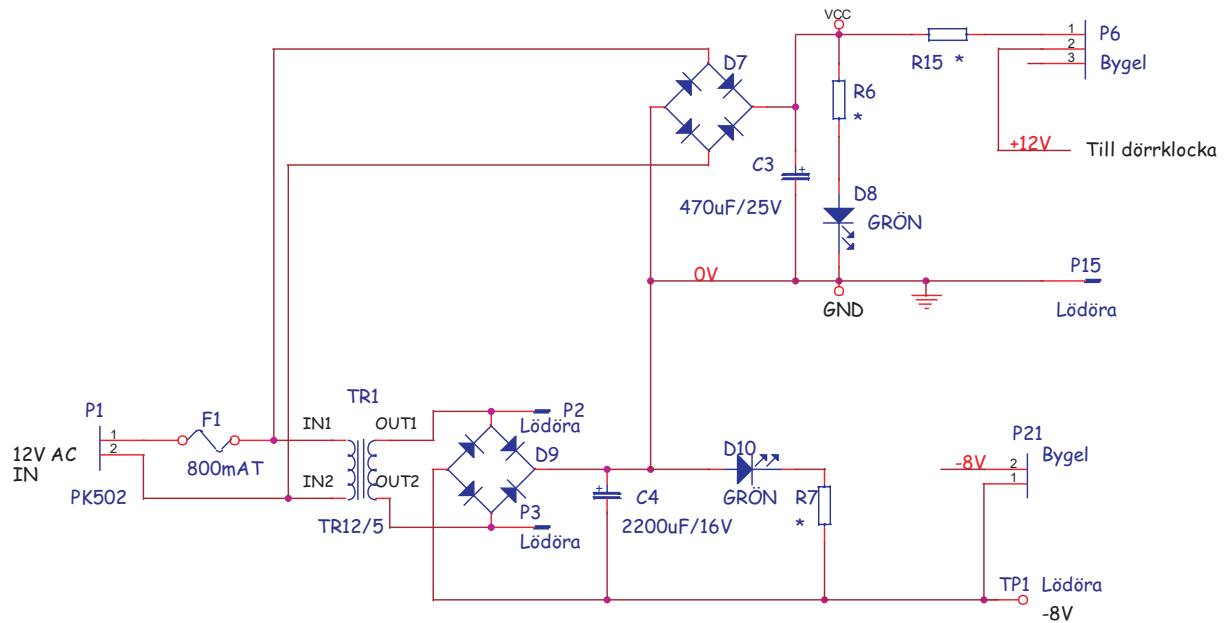 VCC
D7
1
2
3
P6
R15 *
Bygel
R6
*
+12V
Till dörrklocka
C3
+
470uF/25V
D8
GRÖN
0V
P15
GND
Lödöra
TR1
P1
F1
IN1
OUT1
P2
Lödöra
1
2
12V AC
IN
800mAT
D9
D10
P21
Bygel
-8V
2
1
PK502
IN2
OUT2
+
C4
GRÖN
R7
*
TR12/5
P3
Lödöra
2200uF/16V
TP1
Lödöra
-8V